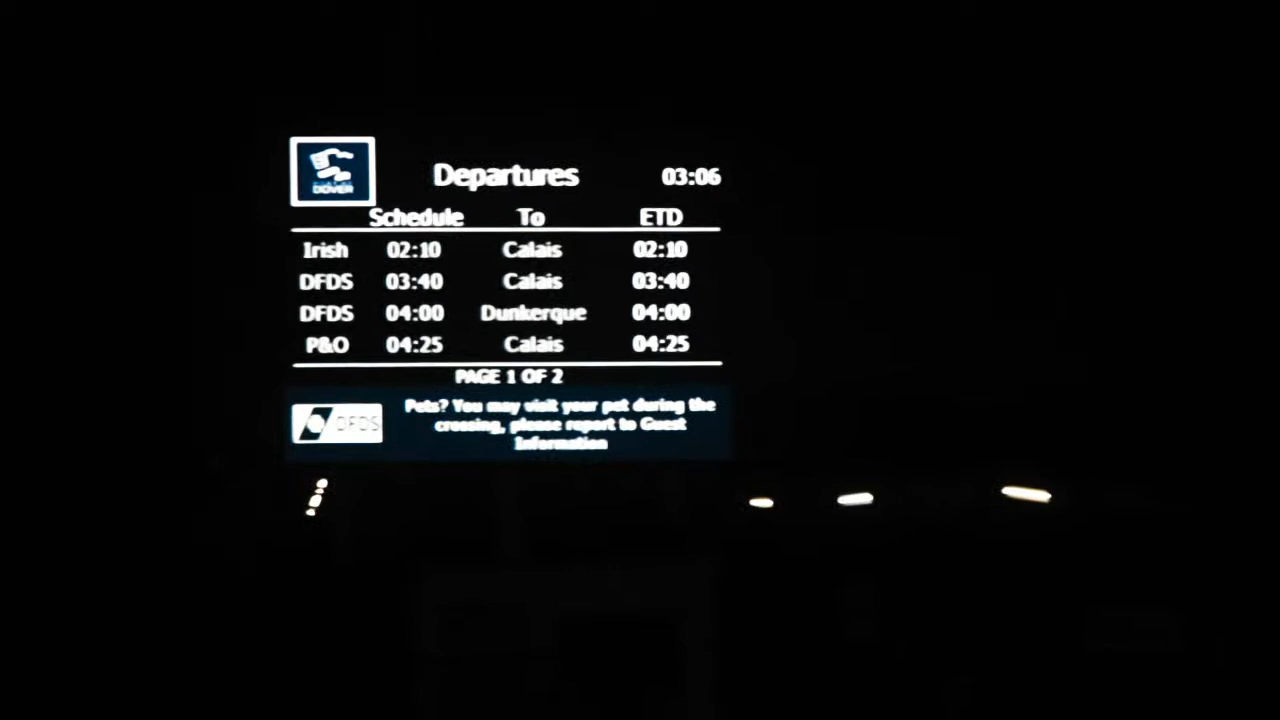 Departures 03:06
Schedule To ETD
Irish 02:10 Calais 02:10
DFDS 03:40 Calais 03:40
DFDS 04:00 Dunkerque 04:00
P&O 04:25 Calais 04:25
PAGE 1 OF 2
DOVER
DFDS
Pets? You may visit your pet during the
crossing, please report to Guest
Information